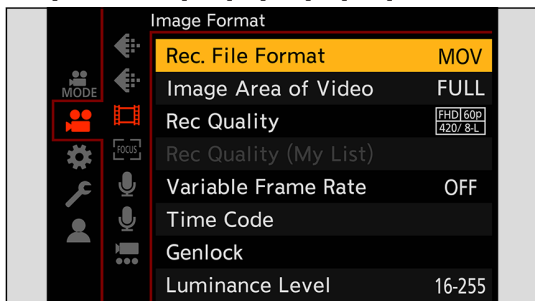 Image Format
Rec. File Format MOV
MODE
Image Area of Video FULL
Rec Quality FHD 60p
420/ 8-L
FOCUS
Rec Quality (My List)
Variable Frame Rate OFF
Time Code
Genlock
Luminance Level 16-255